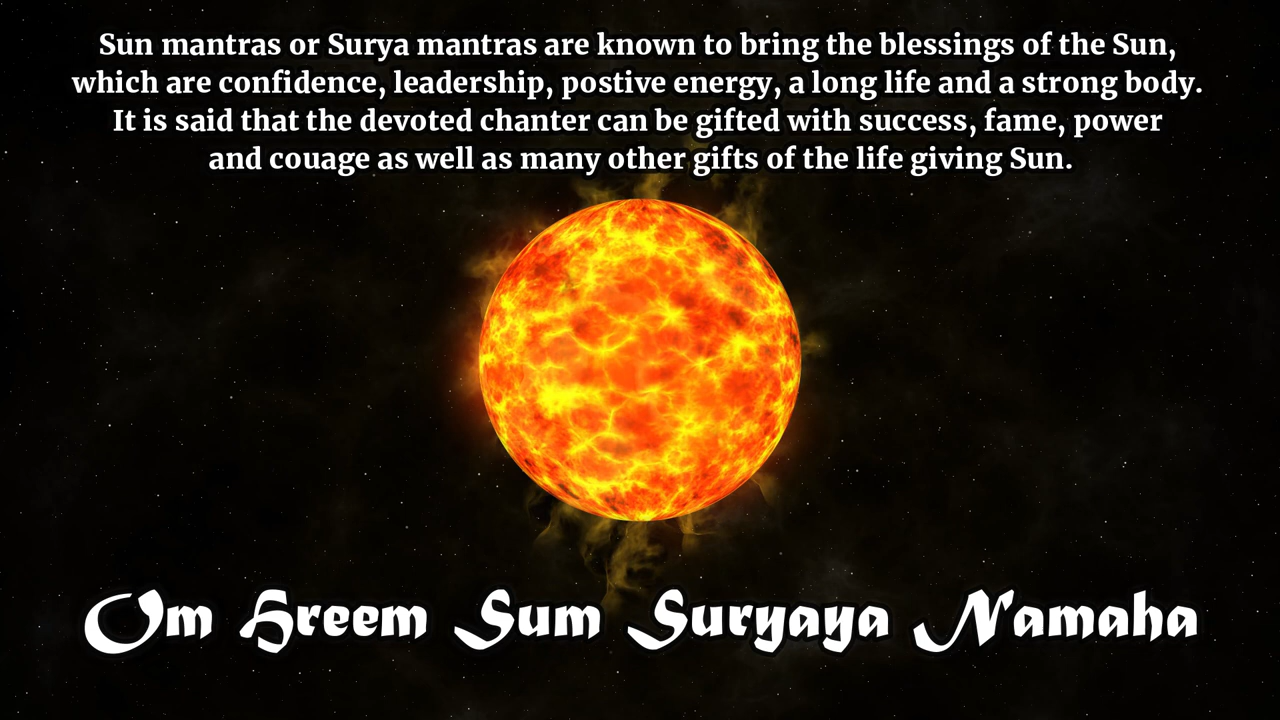 Sun mantras or Surya mantras are known to bring the blessings of the Sun,
which are confidence, leadership, postive energy, a long life and a strong body.
It is said that the devoted chanter can be gifted with success, fame, power
and couage as well as many other gifts of the life giving Sun.
Om Hreem Sum Suryaya Namaha